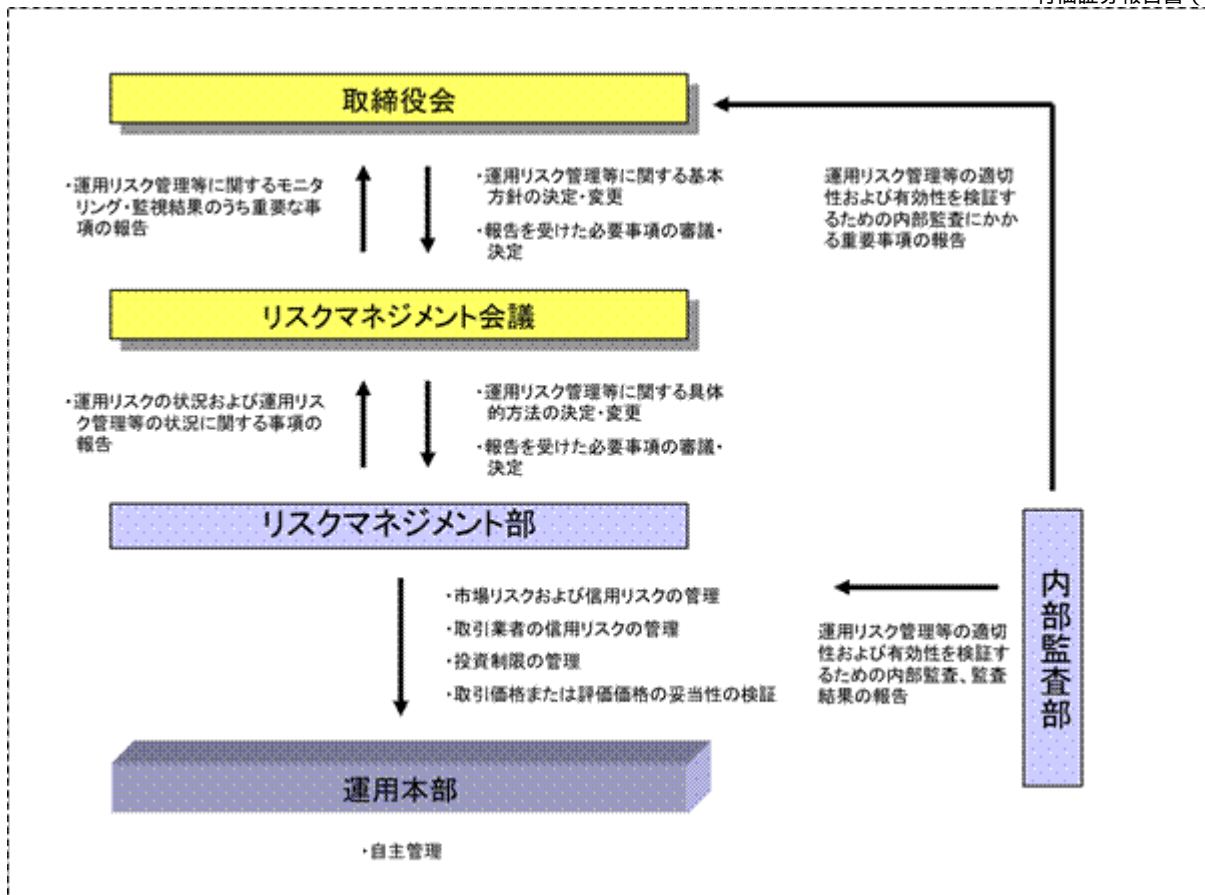 取締役会
・運用リスク管理等に関するモニタ
リング・監視結果のうち重要な事
項の報告
・運用リスク管理等に関する基本
方針の決定・変更
・報告を受けた必要事項の審議・
決定
運用リスク管理等の適切
性および有効性を検証す
るための内部監査にかか
る重要事項の報告
リスクマネジメント会議
・運用リスクの状況および運用リス
ク管理等の状況に関する事項の
報告
・運用リスク管理等に関する具体
的方法の決定・変更
・報告を受けた必要事項の審議・
決定
リスクマネジメント部
・市場リスクおよび信用リスクの管理
・取引業者の信用リスクの管理
・投資制限の管理
・取引価格または評価価格の妥当性の検証
運用リスク管理等の適切
性および有効性を検証す
るための内部監査、監査
結果の報告
内部監査部
運用本部
・自主管理